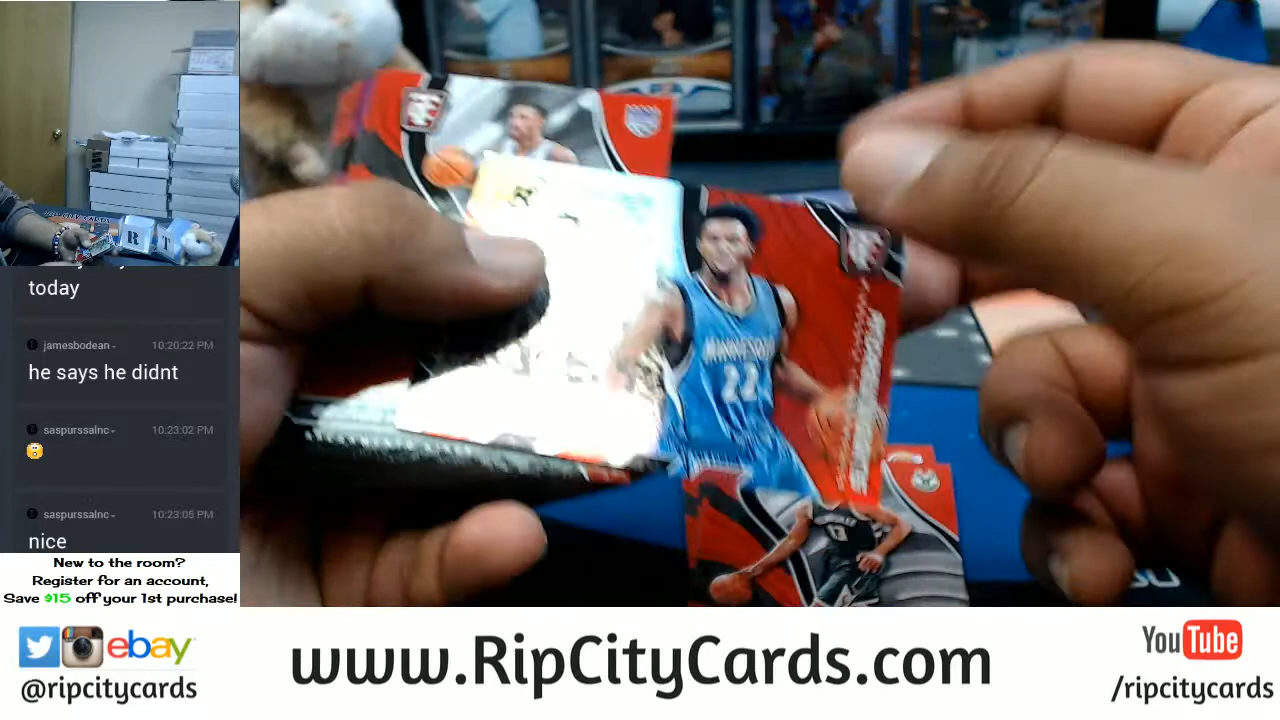 today
jamesbodean- 10:20:22 PM
he says he didnt
saspurssalnc- 10:23:02 PM
saspurssalnc- 10:23:05 PM
nice
New to the room?
Register for an account,
Save $15 off your 1st purchase!
R T
MINNESOTA
22
ebay
@ripcitycards
www.RipCityCards.com
YouTube
/ripcitycards